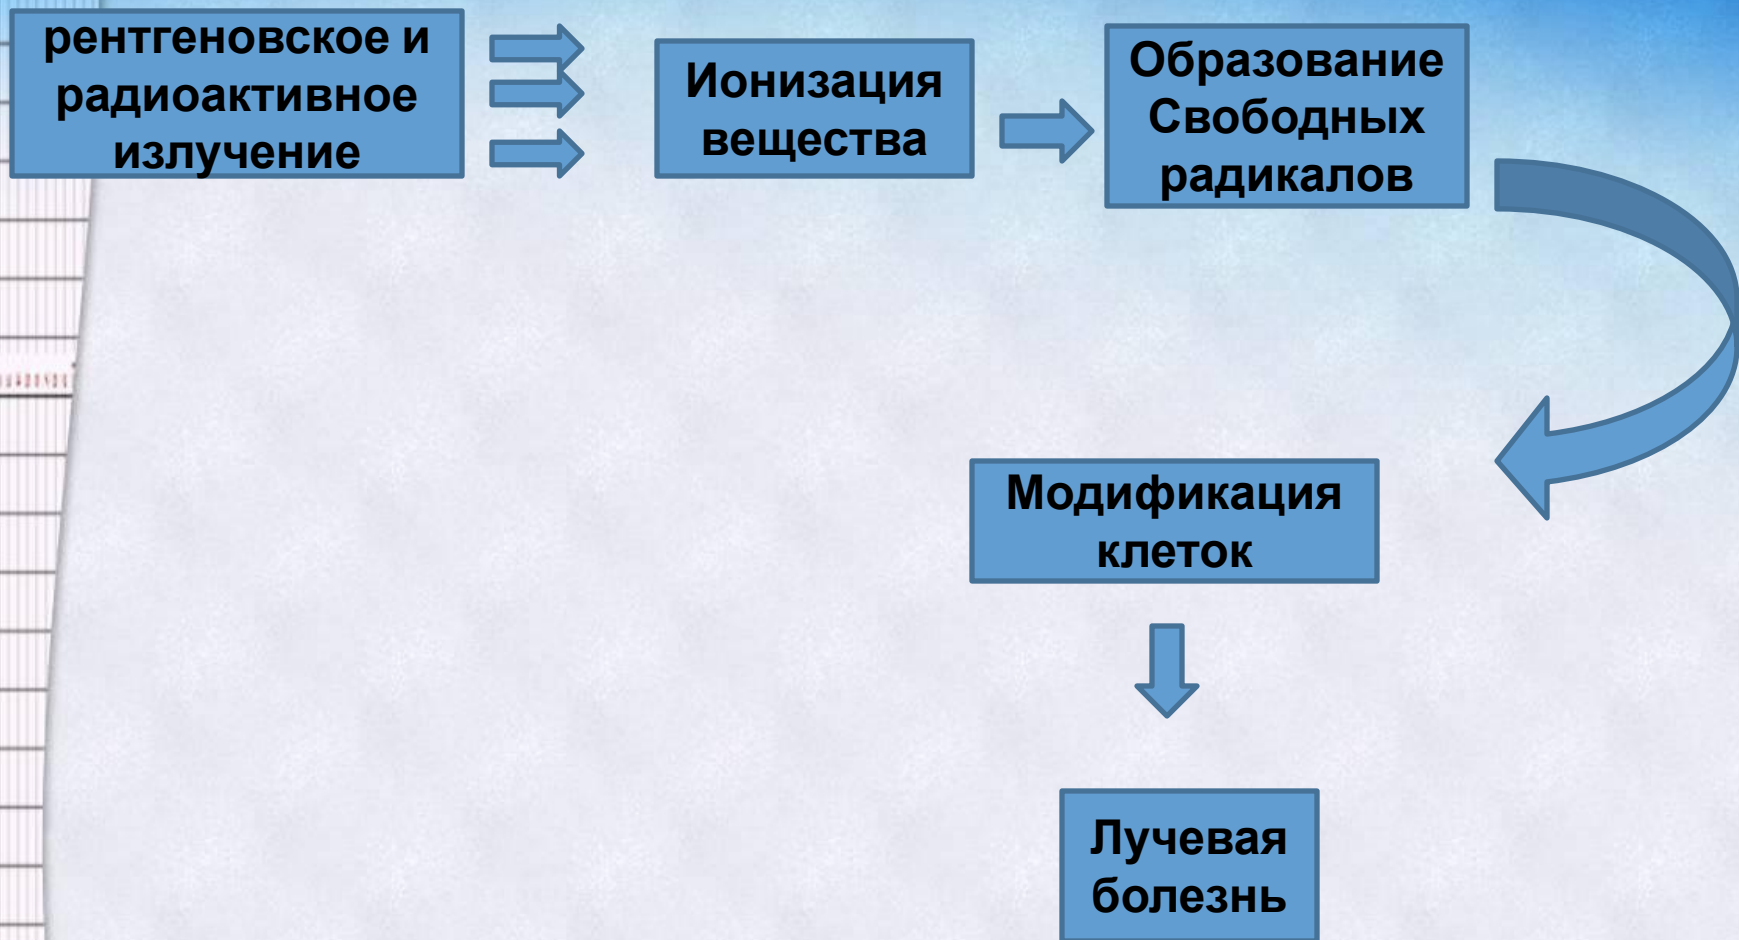 рентгеновское и
радиоактивное
излучение
Ионизация
вещества
Образование
Свободных
радикалов
Модификация
клеток
Лучевая
болезнь